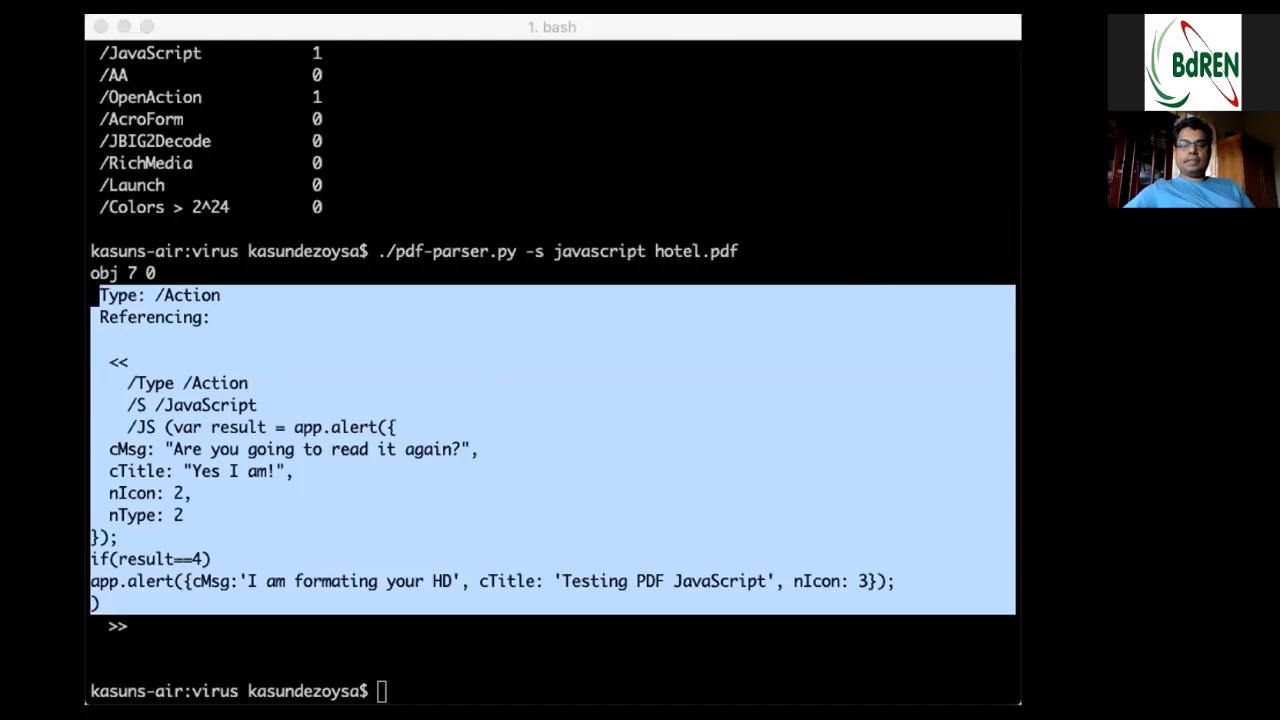 1. bash
/JavaScript 1
/AA 0
/OpenAction 1
/AcroForm 0
/JBIG2Decode 0
/RichMedia 0
/Launch 0
/Colors > 2^24 0
kasuns-air:virus kasundezoysa$ ./pdf-parser.py -s javascript hotel.pdf
obj 7 0
Type: /Action
Referencing:
<<
/Type /Action
/S /JavaScript
/JS (var result = app.alert({
cMsg: "Are you going to read it again?",
cTitle: "Yes I am!",
nIcon: 2,
nType: 2
});
if(result==4)
app.alert({cMsg:'I am formating your HD', cTitle: 'Testing PDF JavaScript', nIcon: 3});
)
>>
kasuns-air:virus kasundezoysa$
BdREN